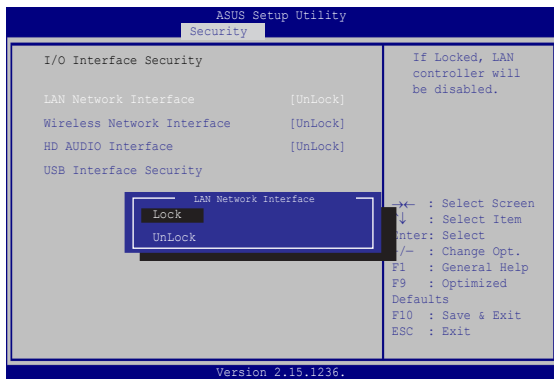 ASUS Setup Utility
Security
I/O Interface Security
LAN Network Interface [UnLock]
Wireless Network Interface [UnLock]
HD AUDIO Interface [UnLock]
USB Interface Security
LAN Network Interface
Lock
UnLock
If Locked, LAN
controller will
be disabled.
→← : Select Screen
↑↓ : Select Item
Enter: Select
+/— : Change Opt.
F1 : General Help
F9 : Optimized
Defaults
F10 : Save & Exit
ESC : Exit
Version 2.15.1236.